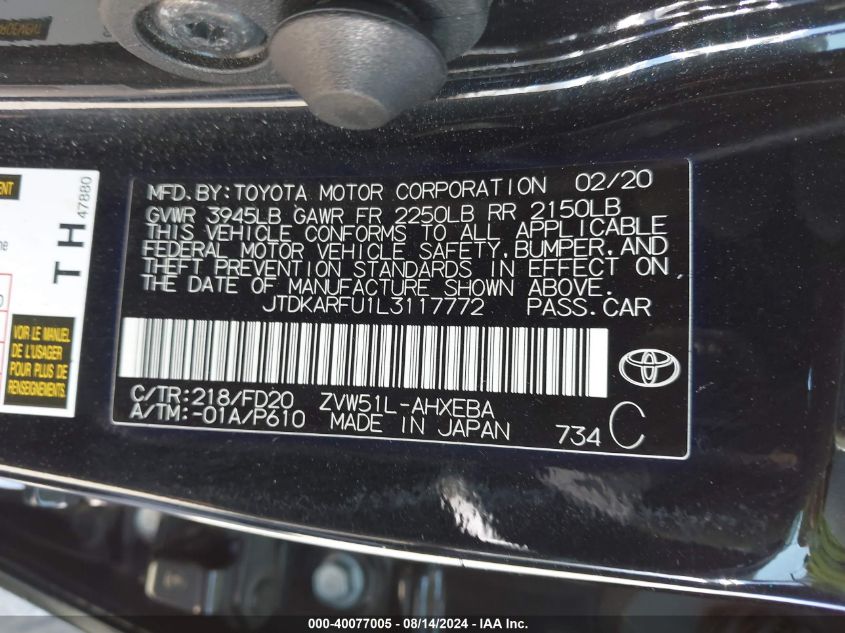 MFD. BY: TOYOTA MOTOR CORPORATION 02/20
GVWR 3945LB GAWR FR 2250LB RR 2150LB
THIS VEHICLE CONFORMS TO ALL APPLICABLE
FEDERAL MOTOR VEHICLE SAFETY, BUMPER, AND
THEFT PREVENTION STANDARDS IN EFFECT ON
THE DATE OF MANUFACTURE SHOWN ABOVE.
JTDKARFU1L3117772 PASS.CAR
C/TR:218/FD20 ZVW51L-AHXEBA
A/TM:-01A/P610 MADE IN JAPAN 734 C
TH
47880
VOIR LE MANUEL
DE L'USAGER
POUR PLUS DE
RENSEIGNEMENTS
000-40077005 - 08/14/2024 - IAA Inc.